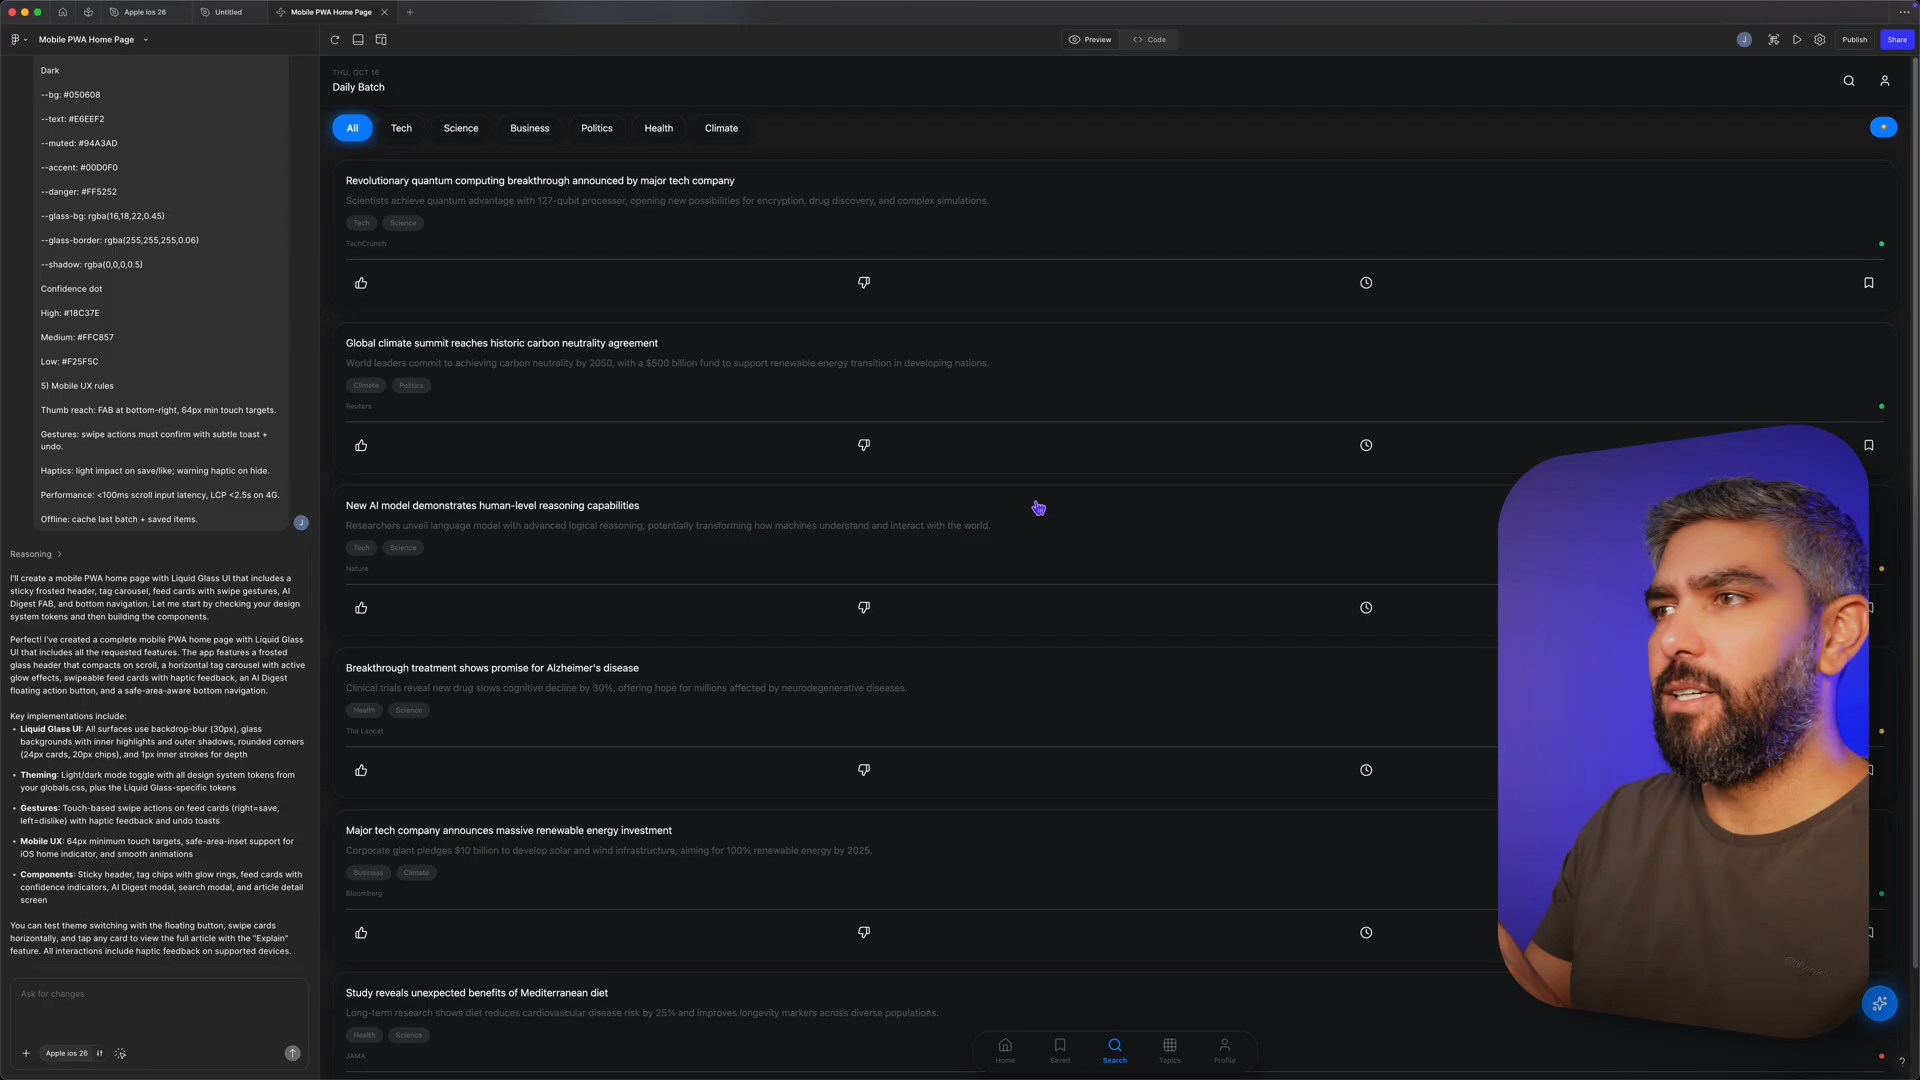 Apple ios 26
Untitled
Mobile PWA Home Page
Mobile PWA Home Page
Preview
Code
J
Publish
Share
Dark
--bg: #050608
--text: #E6EEF2
--muted: #94A3AD
--accent: #00D0F0
--danger: #FF5252
--glass-bg: rgba(16,18,22,0.45)
--glass-border: rgba(255,255,255,0.06)
--shadow: rgba(0,0,0,0.5)
Confidence dot
High: #18C37E
Medium: #FFC857
Low: #F25F5C
5) Mobile UX rules
Thumb reach: FAB at bottom-right, 64px min touch targets.
Gestures: swipe actions must confirm with subtle toast +
undo.
Haptics: light impact on save/like; warning haptic on hide.
Performance: <100ms scroll input latency, LCP <2.5s on 4G.
Offline: cache last batch + saved items.
J
Reasoning
I'll create a mobile PWA home page with Liquid Glass UI that includes a
sticky frosted header, tag carousel, feed cards with swipe gestures, AI
Digest FAB, and bottom navigation. Let me start by checking your design
system tokens and then building the components.
Perfect! I've created a complete mobile PWA home page with Liquid Glass
UI that includes all the requested features. The app features a frosted
glass header that compacts on scroll, a horizontal tag carousel with active
glow effects, swipeable feed cards with haptic feedback, an AI Digest
floating action button, and a safe-area-aware bottom navigation.
Key implementations include:
• Liquid Glass UI: All surfaces use backdrop-blur (30px), glass
backgrounds with inner highlights and outer shadows, rounded corners
(24px cards, 20px chips), and 1px inner strokes for depth
• Theming: Light/dark mode toggle with all design system tokens from
your globals.css, plus the Liquid Glass-specific tokens
• Gestures: Touch-based swipe actions on feed cards (right=save,
left=dislike) with haptic feedback and undo toasts
• Mobile UX: 64px minimum touch targets, safe-area-inset support for
iOS home indicator, and smooth animations
• Components: Sticky header, tag chips with glow rings, feed cards with
confidence indicators, AI Digest modal, search modal, and article detail
screen
You can test theme switching with the floating button, swipe cards
horizontally, and tap any card to view the full article with the "Explain"
feature. All interactions include haptic feedback on supported devices.
Ask for changes
Apple ios 26
THU, OCT 16
Daily Batch
All
Tech
Science
Business
Politics
Health
Climate
Revolutionary quantum computing breakthrough announced by major tech company
Scientists achieve quantum advantage with 127-qubit processor, opening new possibilities for encryption, drug discovery, and complex simulations.
Tech
Science
TechCrunch
Global climate summit reaches historic carbon neutrality agreement
World leaders commit to achieving carbon neutrality by 2050, with a $500 billion fund to support renewable energy transition in developing nations.
Climate
Politics
Reuters
New AI model demonstrates human-level reasoning capabilities
Researchers unveil language model with advanced logical reasoning, potentially transforming how machines understand and interact with the world.
Tech
Science
Nature
Breakthrough treatment shows promise for Alzheimer's disease
Clinical trials reveal new drug slows cognitive decline by 30%, offering hope for millions affected by neurodegenerative diseases.
Health
Science
The Lancet
Major tech company announces massive renewable energy investment
Corporate giant pledges $10 billion to develop solar and wind infrastructure, aiming for 100% renewable energy by 2025.
Business
Climate
Bloomberg
Study reveals unexpected benefits of Mediterranean diet
Long-term research shows diet reduces cardiovascular disease risk by 25% and improves longevity markers across diverse populations.
Health
Science
JAMA
Home
Saved
Search
Topics
Profile
?